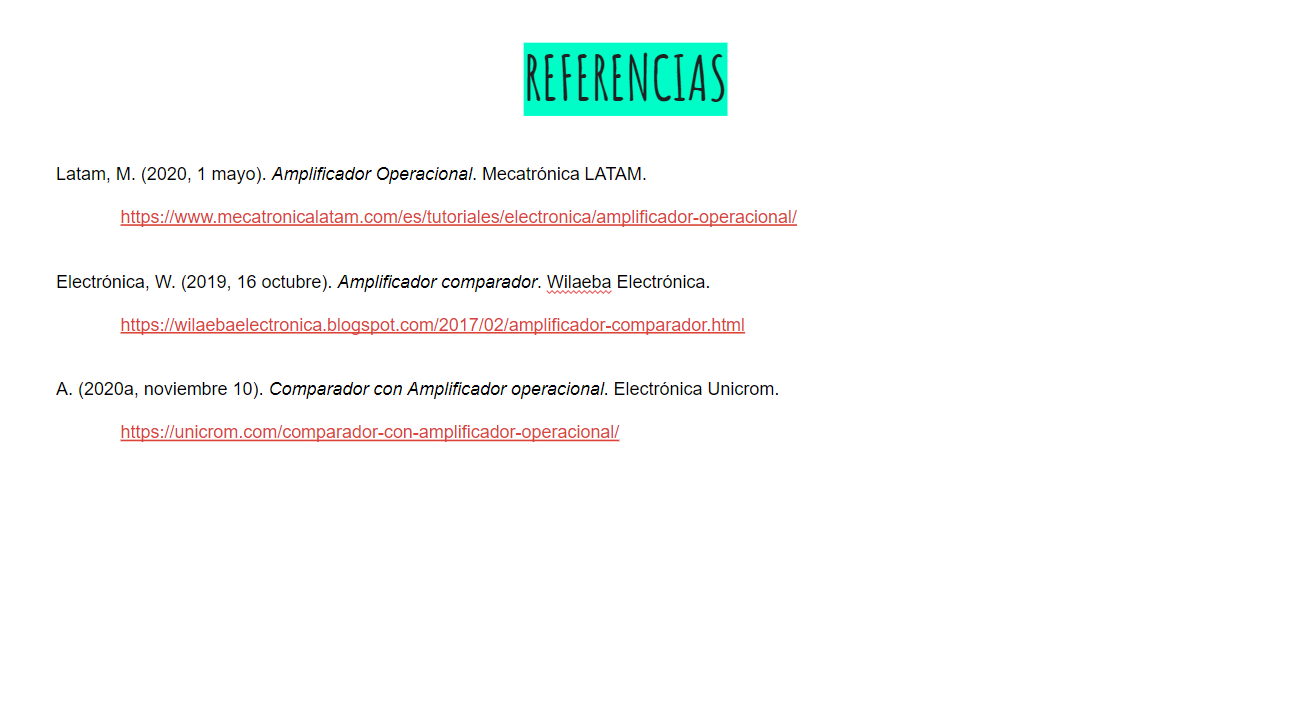 REFERENCIAS
Latam, M. (2020, 1 mayo). Amplificador Operacional. Mecatrónica LATAM.
https://www.mecatronicalatam.com/es/tutoriales/electronica/amplificador-operacional/
Electrónica, W. (2019, 16 octubre). Amplificador comparador. Wilaeba Electrónica.
https://wilaebaelectronica.blogspot.com/2017/02/amplificador-comparador.html
A. (2020a, noviembre 10). Comparador con Amplificador operacional. Electrónica Unicrom.
https://unicrom.com/comparador-con-amplificador-operacional/